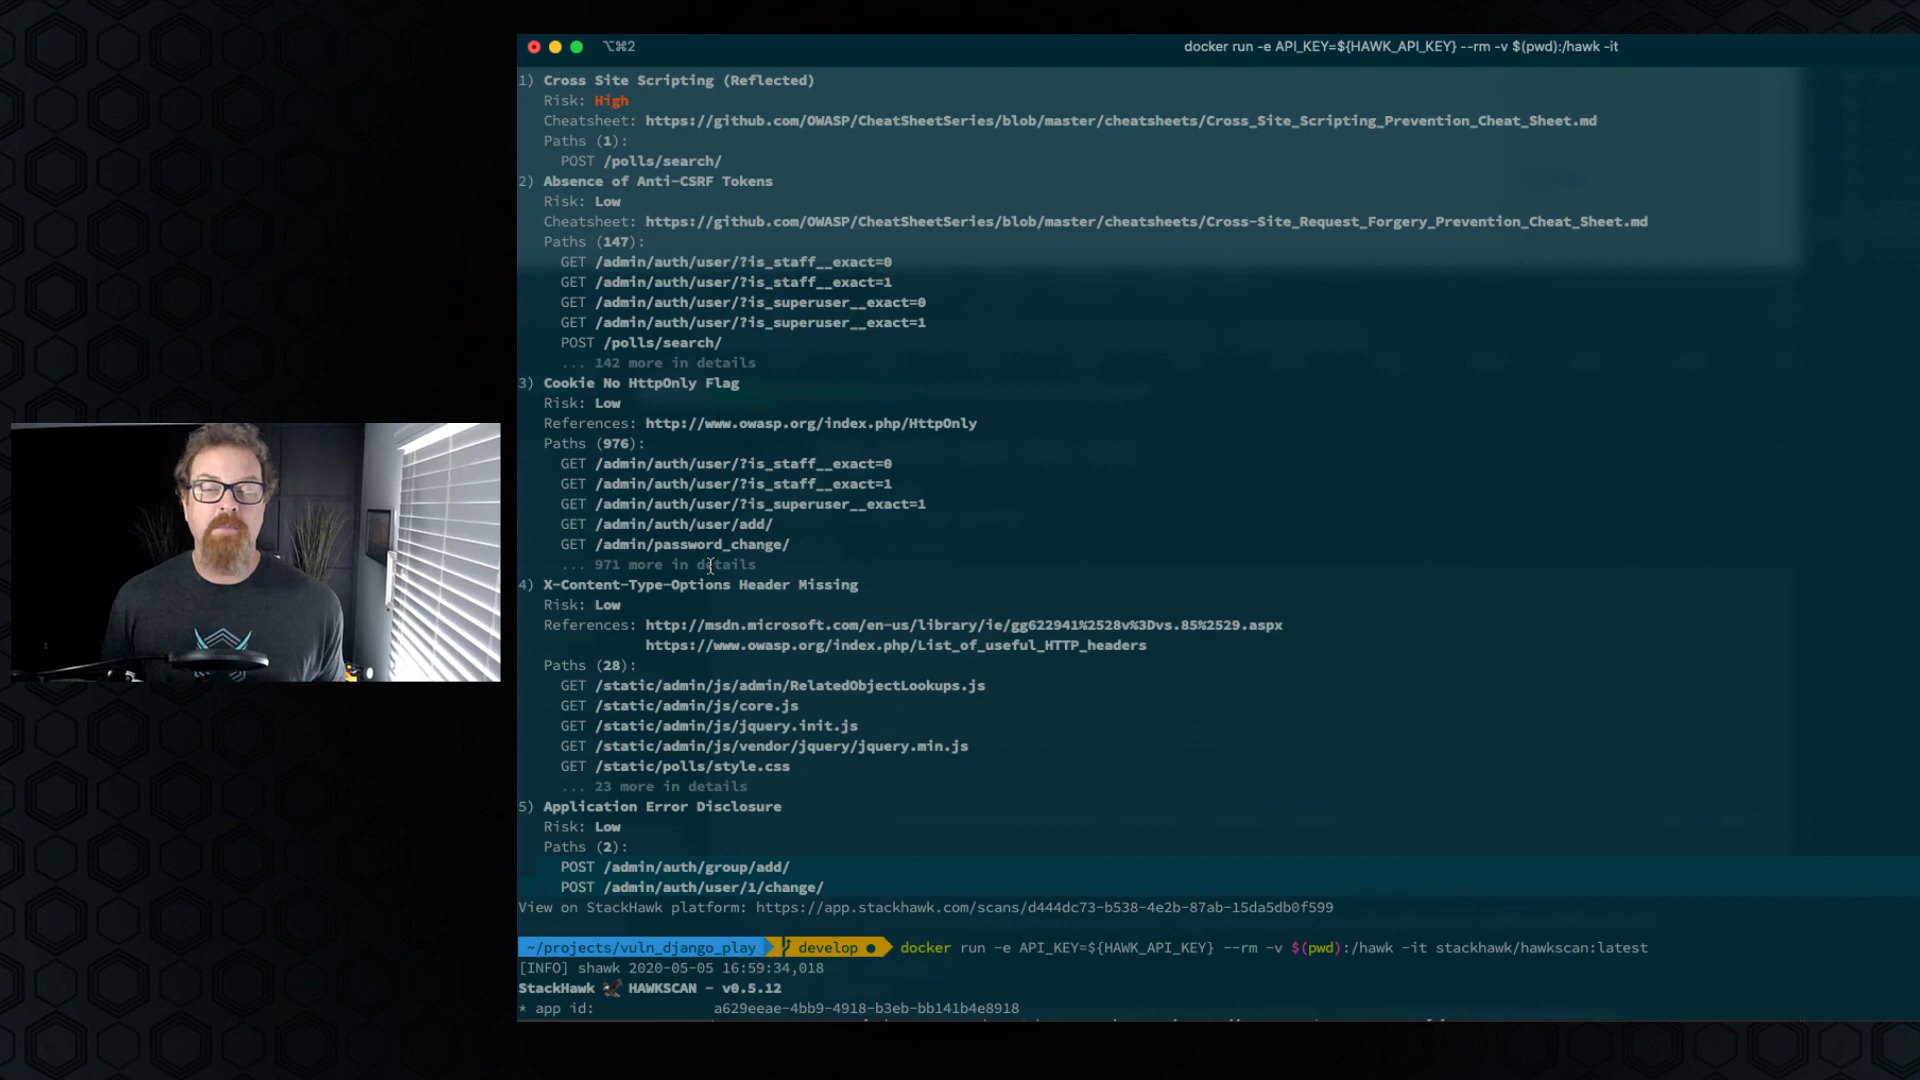 ⌥⌘2
docker run -e API_KEY=${HAWK_API_KEY} --rm -v $(pwd):/hawk -it
1) Cross Site Scripting (Reflected)
Risk: High
Cheatsheet: https://github.com/OWASP/CheatSheetSeries/blob/master/cheatsheets/Cross_Site_Scripting_Prevention_Cheat_Sheet.md
Paths (1):
POST /polls/search/
2) Absence of Anti-CSRF Tokens
Risk: Low
Cheatsheet: https://github.com/OWASP/CheatSheetSeries/blob/master/cheatsheets/Cross-Site_Request_Forgery_Prevention_Cheat_Sheet.md
Paths (147):
GET /admin/auth/user/?is_staff__exact=0
GET /admin/auth/user/?is_staff__exact=1
GET /admin/auth/user/?is_superuser__exact=0
GET /admin/auth/user/?is_superuser__exact=1
POST /polls/search/
... 142 more in details
3) Cookie No HttpOnly Flag
Risk: Low
References: http://www.owasp.org/index.php/HttpOnly
Paths (976):
GET /admin/auth/user/?is_staff__exact=0
GET /admin/auth/user/?is_staff__exact=1
GET /admin/auth/user/?is_superuser__exact=1
GET /admin/auth/user/add/
GET /admin/password_change/
... 971 more in details
4) X-Content-Type-Options Header Missing
Risk: Low
References: http://msdn.microsoft.com/en-us/library/ie/gg622941%2528v%3Dvs.85%2529.aspx
https://www.owasp.org/index.php/List_of_useful_HTTP_headers
Paths (28):
GET /static/admin/js/admin/RelatedObjectLookups.js
GET /static/admin/js/core.js
GET /static/admin/js/jquery.init.js
GET /static/admin/js/vendor/jquery/jquery.min.js
GET /static/polls/style.css
... 23 more in details
5) Application Error Disclosure
Risk: Low
Paths (2):
POST /admin/auth/group/add/
POST /admin/auth/user/1/change/
View on StackHawk platform: https://app.stackhawk.com/scans/d444dc73-b538-4e2b-87ab-15da5db0f599
~/projects/vuln_django_play develop ● docker run -e API_KEY=${HAWK_API_KEY} --rm -v $(pwd):/hawk -it stackhawk/hawkscan:latest
[INFO] shawk 2020-05-05 16:59:34,018
StackHawk HAWKSCAN - v0.5.12
* app id: a629eeae-4bb9-4918-b3eb-bb141b4e8918